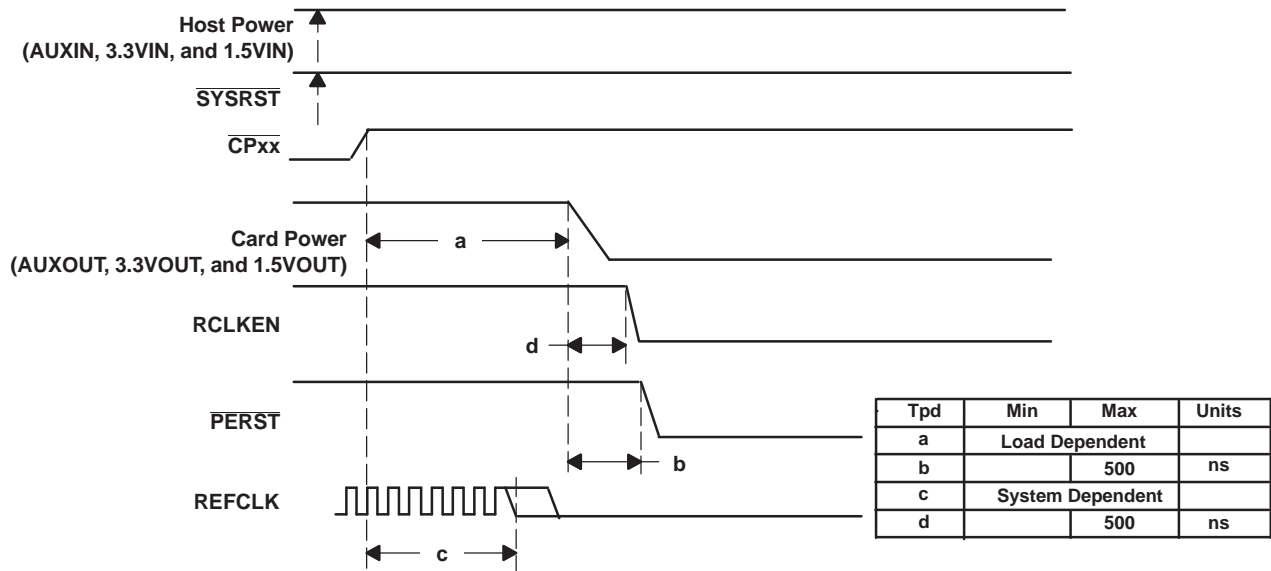 Host Power
(AUXIN, 3.3VIN, and 1.5VIN)
SYSRST
CPxx
Card Power
(AUXOUT, 3.3VOUT, and 1.5VOUT)
a
RCLKEN
d
PERST
b
REFCLK
c
Tpd Min Max Units
a Load Dependent
b 500 ns
c System Dependent
d 500 ns